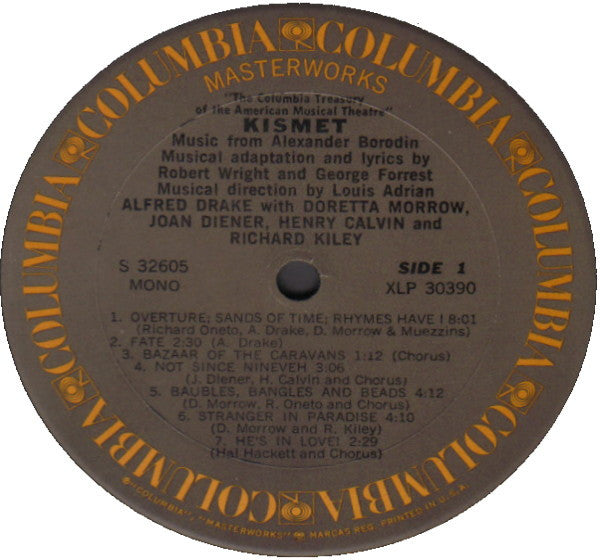 COLUMBIA COLUMBIA COLUMBIA COLUMBIA COLUMBIA COLUMBIA
MASTERWORKS
"The Columbia Treasury
of the American Musical Theatre"
KISMET
Music from Alexander Borodin
Musical adaptation and lyrics by
Robert Wright and George Forrest
Musical direction by Louis Adrian
ALFRED DRAKE with DORETTA MORROW,
JOAN DIENER, HENRY CALVIN and
RICHARD KILEY
S 32605 SIDE 1
MONO XLP 30390
1. OVERTURE; SANDS OF TIME; RHYMES HAVE I 8:01
(Richard Oneto, A. Drake, D. Morrow & Muezzins)
2. FATE 2:30 (A. Drake)
3. BAZAAR OF THE CARAVANS 1:12 (Chorus)
4. NOT SINCE NINEVEH 3:06
(J. Diener, H. Calvin and Chorus)
5. BAUBLES, BANGLES AND BEADS 4:12
(D. Morrow, R. Oneto and Chorus)
6. STRANGER IN PARADISE 4:10
(D. Morrow and R. Kiley)
7. HE'S IN LOVE! 2:29
(Hal Hackett and Chorus)
® "COLUMBIA", "MASTERWORKS", MARCAS REG. PRINTED IN U.S.A.